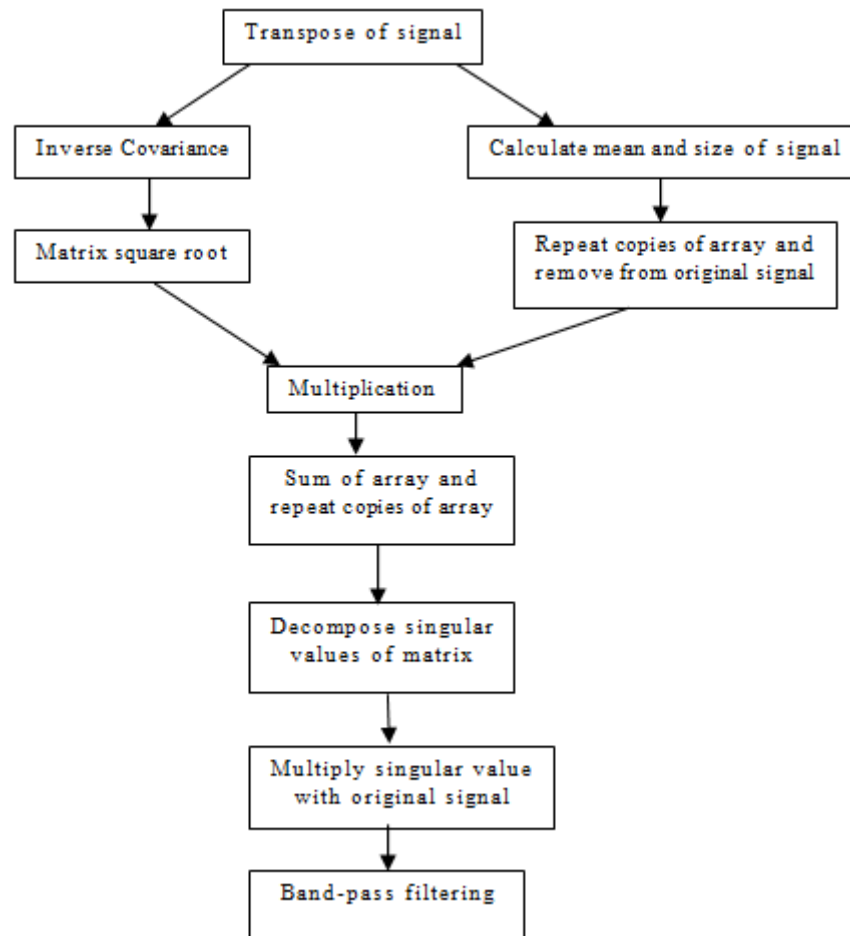 Transpose of signal
Inverse Covariance
Calculate mean and size of signal
Matrix square root
Repeat copies of array and
remove from original signal
Multiplication
Sum of array and
repeat copies of array
Decompose singular
values of matrix
Multiply singular value
with original signal
Band-pass filtering